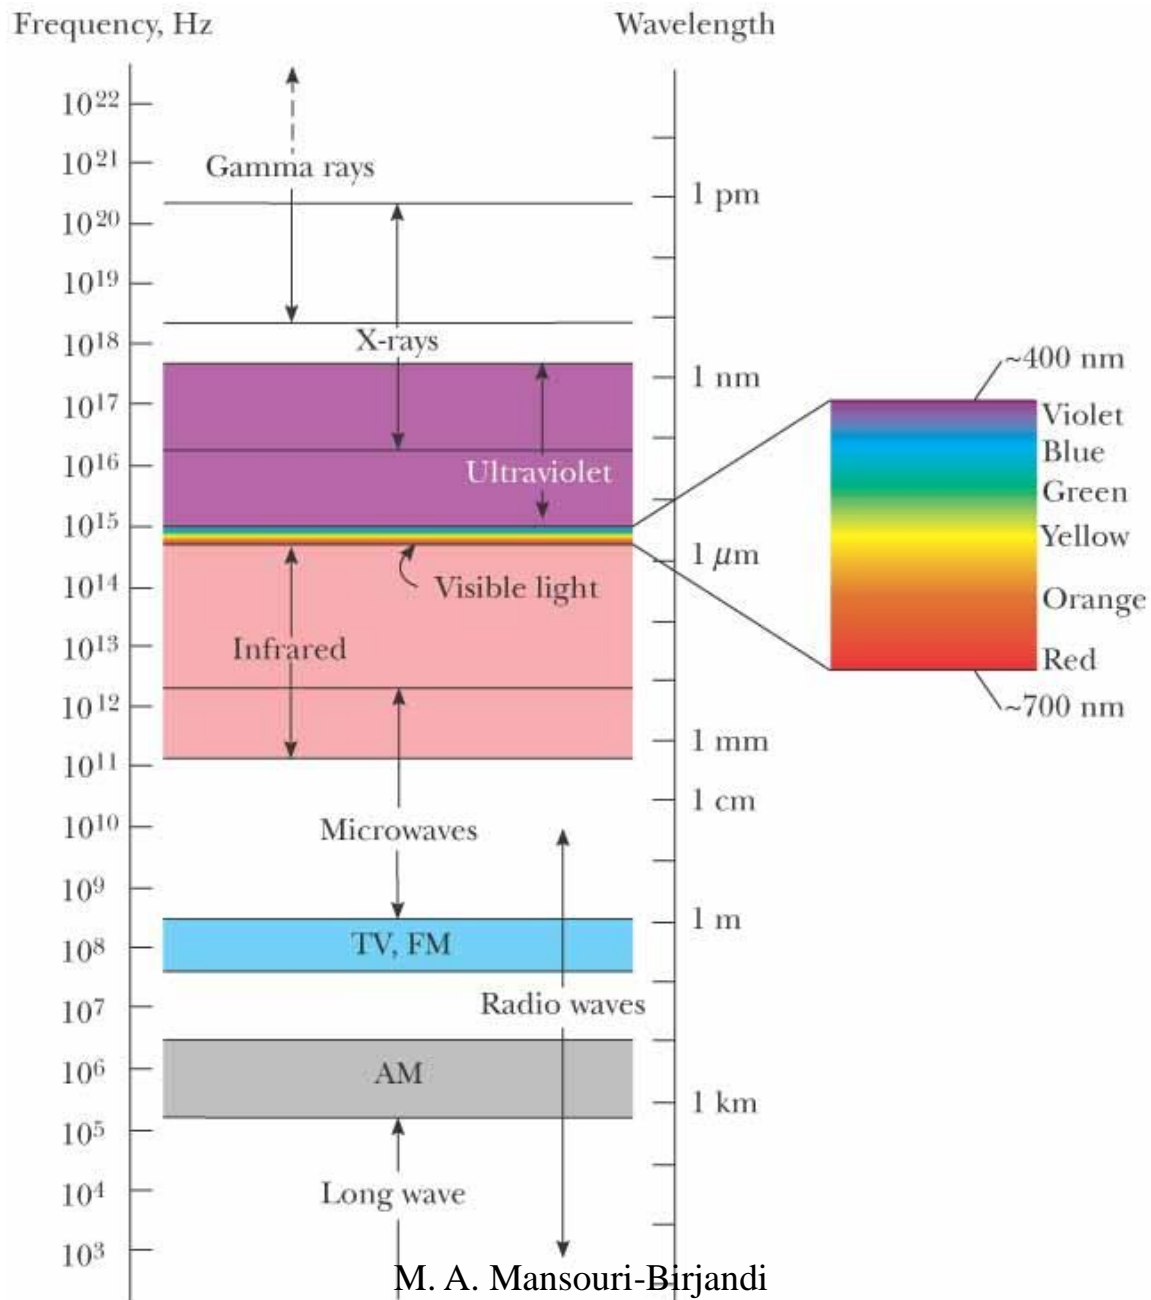 Frequency, Hz
Wavelength
10²²
10²¹
Gamma rays
1 pm
10²⁰
10¹⁹
10¹⁸
X-rays
~400 nm
1 nm
10¹⁷
Violet
Blue
10¹⁶
Ultraviolet
Green
10¹⁵
Yellow
1 μm
10¹⁴
Visible light
Orange
10¹³
Infrared
Red
10¹²
~700 nm
1 mm
10¹¹
1 cm
10¹⁰
Microwaves
10⁹
1 m
10⁸
TV, FM
10⁷
Radio waves
10⁶
AM
1 km
10⁵
10⁴
Long wave
10³
M. A. Mansouri-Birjandi